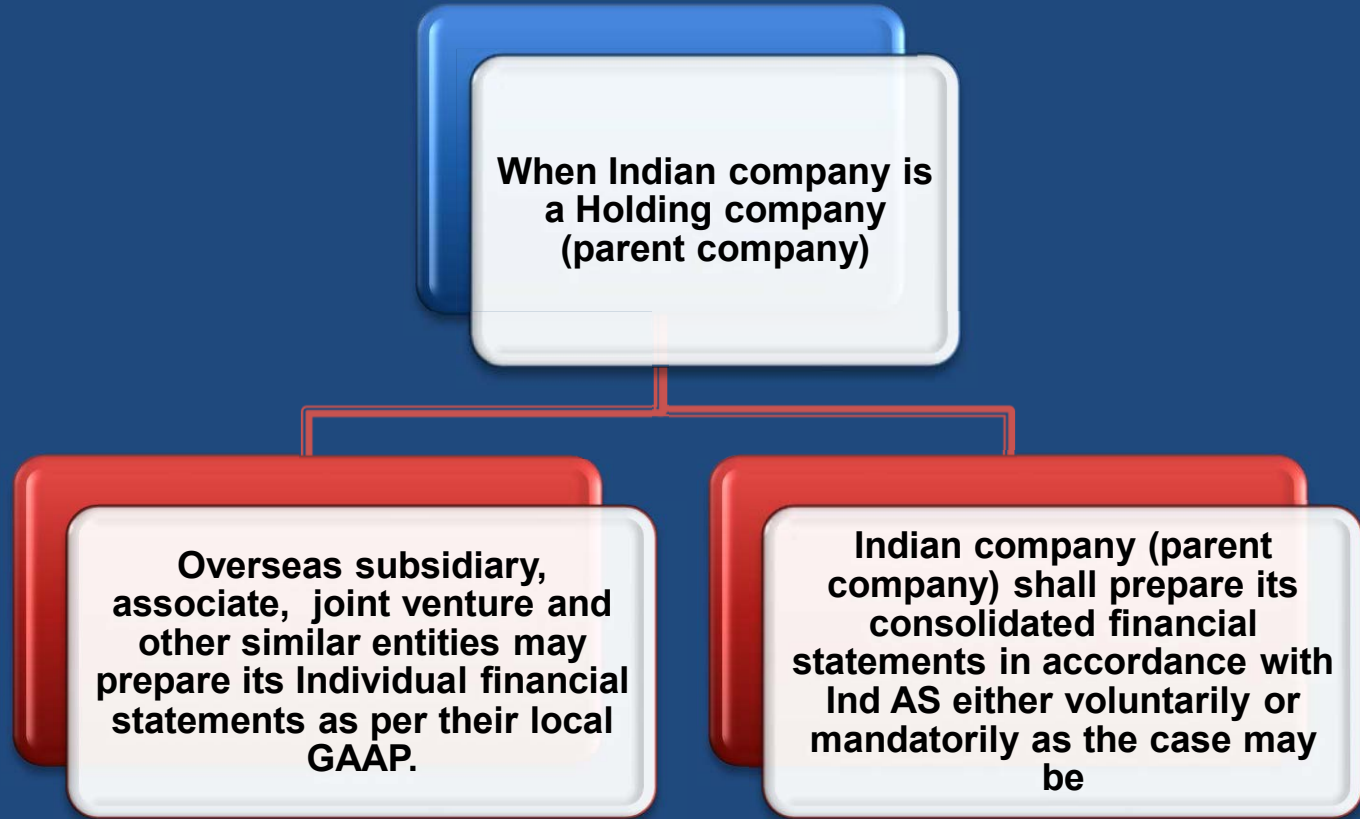 When Indian company is
a Holding company
(parent company)
Overseas subsidiary,
associate, joint venture and
other similar entities may
prepare its Individual financial
statements as per their local
GAAP.
Indian company (parent
company) shall prepare its
consolidated financial
statements in accordance with
Ind AS either voluntarily or
mandatorily as the case may
be